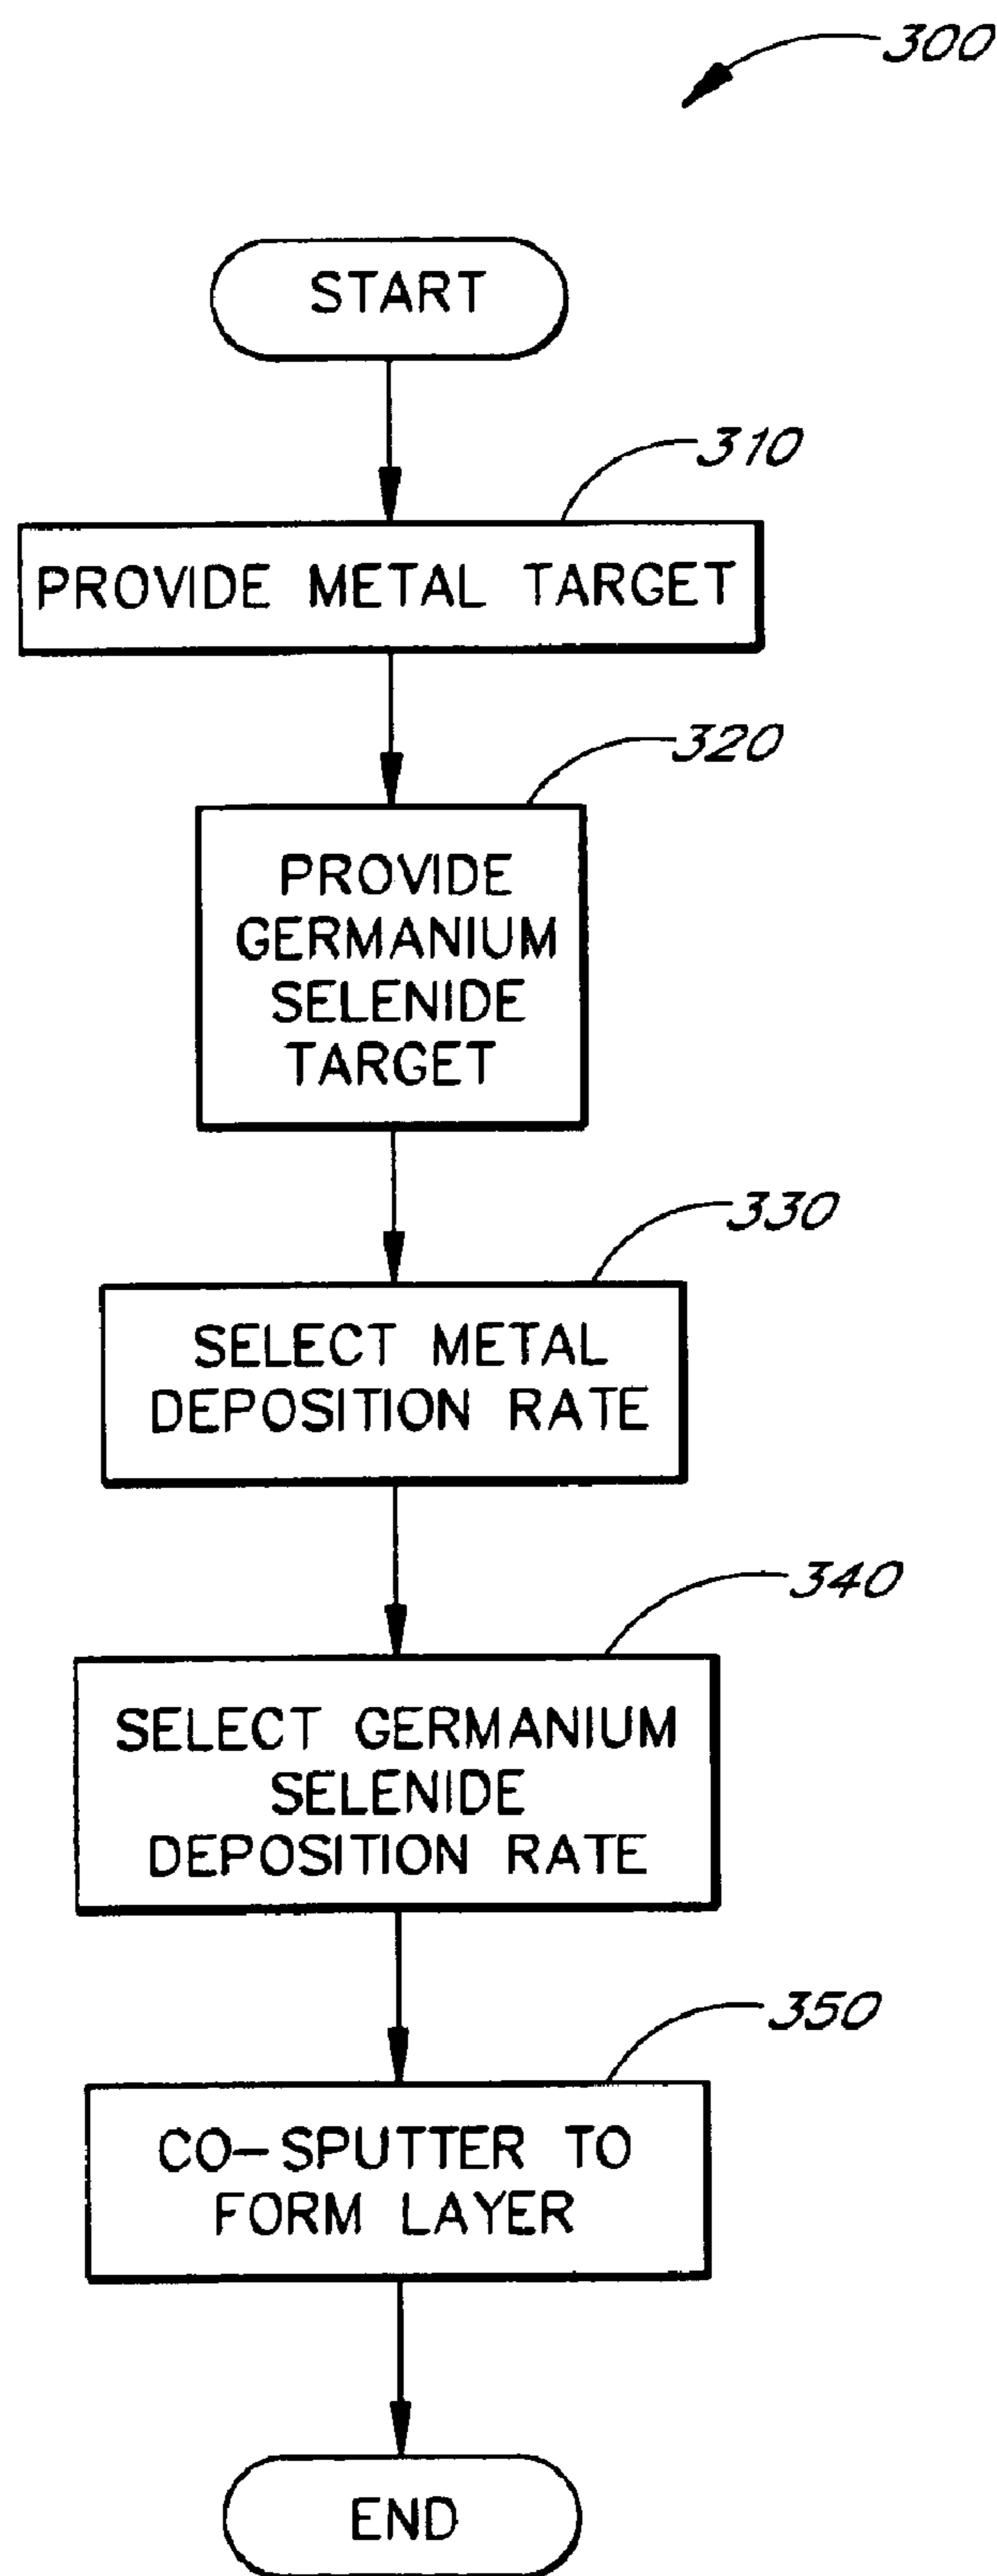 300
START
310
PROVIDE METAL TARGET
320
PROVIDE
GERMANIUM
SELENIDE
TARGET
330
SELECT METAL
DEPOSITION RATE
340
SELECT GERMANIUM
SELENIDE
DEPOSITION RATE
350
CO-SPUTTER TO
FORM LAYER
END